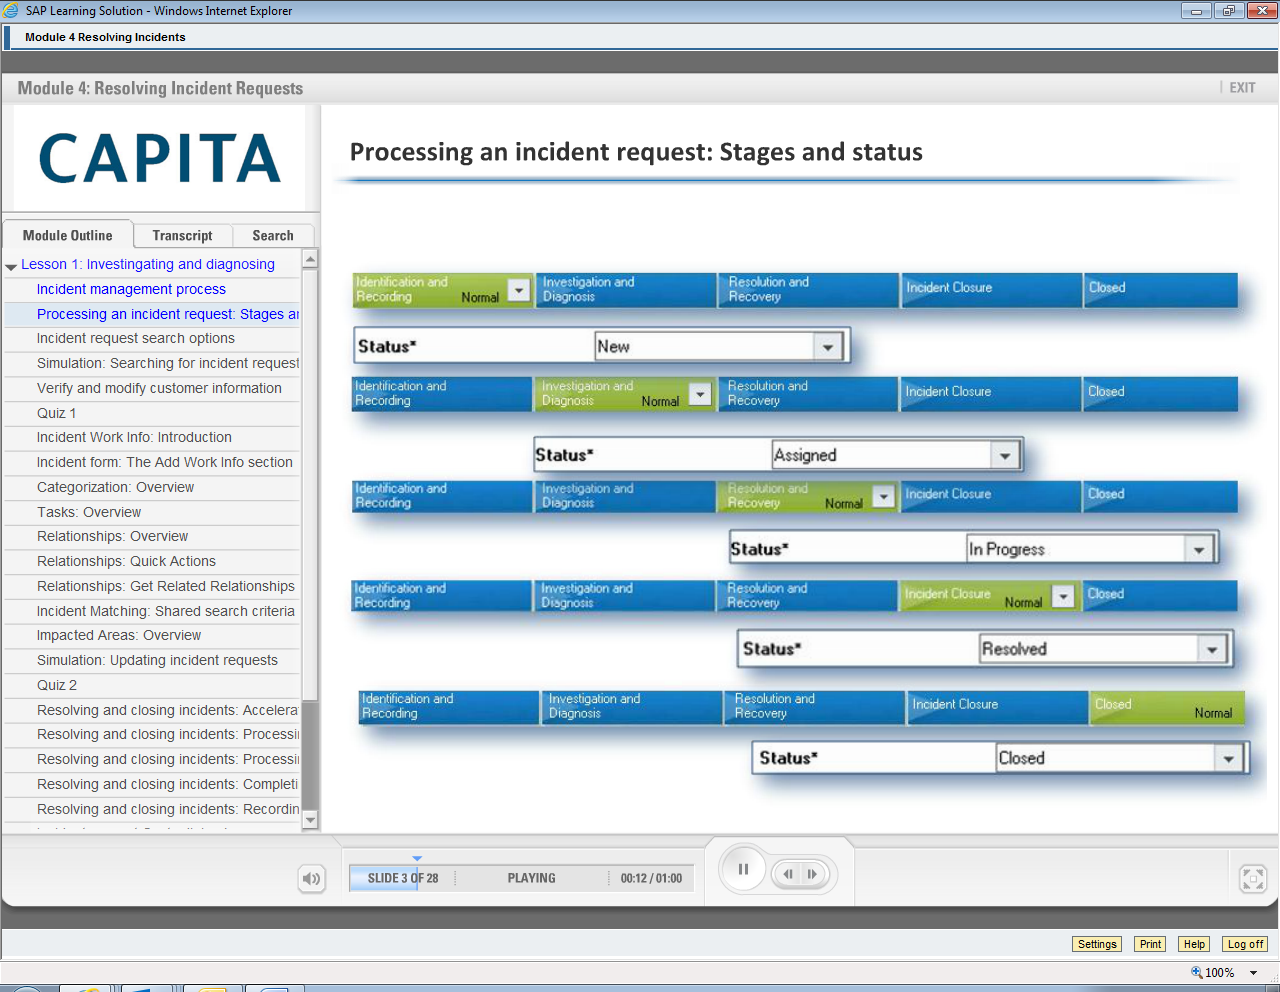 SAP Learning Solution - Windows Internet Explorer
Module 4 Resolving Incidents
Module 4: Resolving Incident Requests
EXIT
CAPITA
Module Outline
Transcript
Search
Lesson 1: Investingating and diagnosing
Incident management process
Processing an incident request: Stages ar
Incident request search options
Simulation: Searching for incident request
Verify and modify customer information
Quiz 1
Incident Work Info: Introduction
Incident form: The Add Work Info section
Categorization: Overview
Tasks: Overview
Relationships: Overview
Relationships: Quick Actions
Relationships: Get Related Relationships
Incident Matching: Shared search criteria
Impacted Areas: Overview
Simulation: Updating incident requests
Quiz 2
Resolving and closing incidents: Accelera
Resolving and closing incidents: Processi
Resolving and closing incidents: Processi
Resolving and closing incidents: Completi
Resolving and closing incidents: Recordin
Processing an incident request: Stages and status
Identification and
Recording
Normal
Investigation and
Diagnosis
Resolution and
Recovery
Incident Closure
Closed
Status*
New
Identification and
Recording
Investigation and
Diagnosis
Normal
Resolution and
Recovery
Incident Closure
Closed
Status*
Assigned
Identification and
Recording
Investigation and
Diagnosis
Resolution and
Recovery
Normal
Incident Closure
Closed
Status*
In Progress
Identification and
Recording
Investigation and
Diagnosis
Resolution and
Recovery
Incident Closure
Normal
Closed
Status*
Resolved
Identification and
Recording
Investigation and
Diagnosis
Resolution and
Recovery
Incident Closure
Closed
Normal
Status*
Closed
SLIDE 3 OF 28
PLAYING
00:12 / 01:00
Settings
Print
Help
Log off
100%